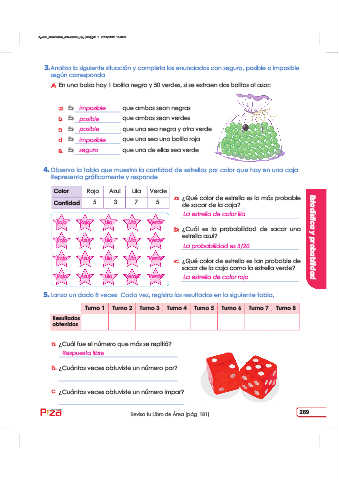 3. Analiza la siguiente situación y completa los enunciados con seguro, posible o imposible
según corresponda
A. En una bolsa hay 1 bolita negra y 50 verdes, si se extraen dos bolitas al azar:
a. Es imposible que ambas sean negras
b. Es posible que ambas sean verdes
c. Es posible que una sea negra y otra verde
d. Es imposible que una sea una bolita roja
e. Es seguro que una de ellas sea verde
4. Observa la tabla que muestra la cantidad de estrellas por color que hay en una caja
Representa gráficamente y responde
Color Rojo Azul Lila Verde
Cantidad 5 3 7 5
a. ¿Qué color de estrella es la más probable
de sacar de la caja?
La estrella de color lila
b. ¿Cuál es la probabilidad de sacar una
estrella azul?
La probabilidad es 3/20
c. ¿Qué color de estrella es tan probable de
sacar de la caja como la estrella verde?
La estrella de color rojo
Estadística y probabilidad
5. Lanza un dado 8 veces. Cada vez, registra los resultados en la siguiente tabla.
Turno 1 Turno 2 Turno 3 Turno 4 Turno 5 Turno 6 Turno 7 Turno 8
Resultados
obtenidos
a. ¿Cuál fue el número que más se repitió?
Respuesta libre
b. ¿Cuántas veces obtuviste un número par?
c. ¿Cuántas veces obtuviste un número impar?
Revisa tu Libro de Área (pág. 181)
269